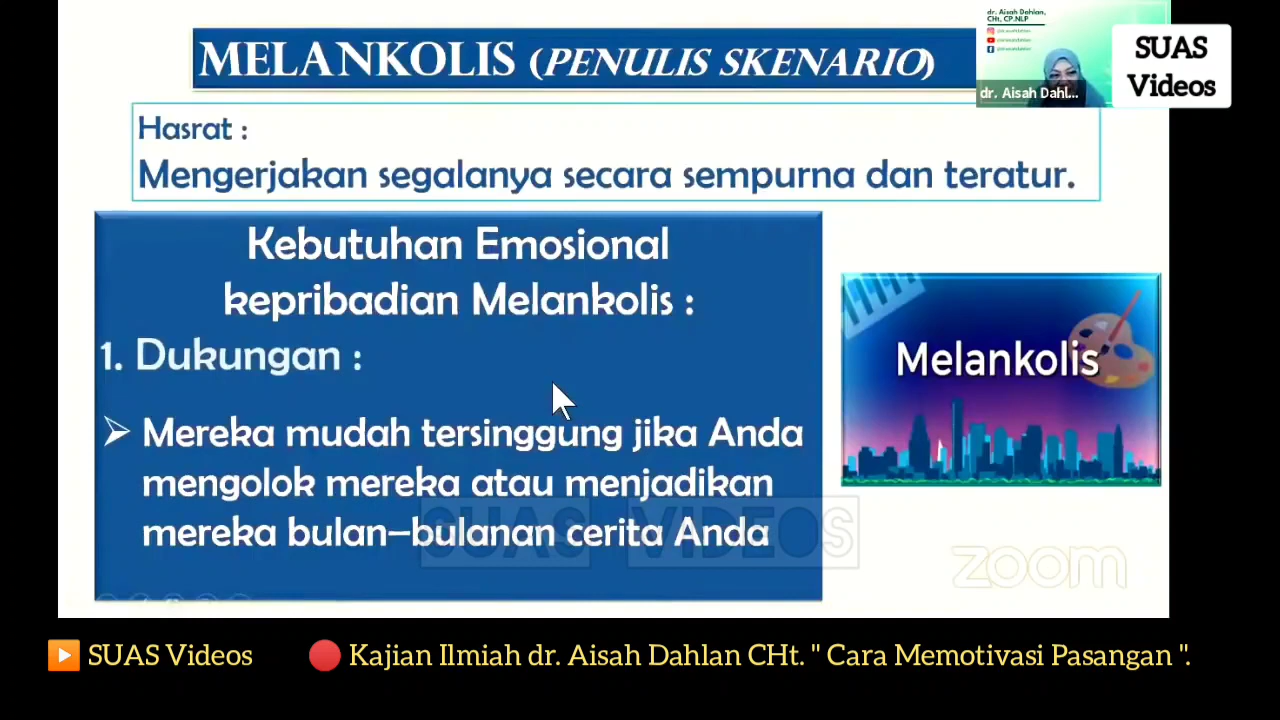 MELANKOLIS (PENULIS SKENARIO)
dr. Aisah Dahlan,
CHt, CP.NLP
dr. Aisah Dahl...
SUAS
Videos
Hasrat :
Mengerjakan segalanya secara sempurna dan teratur.
Kebutuhan Emosional
kepribadian Melankolis :
1. Dukungan :
➢ Mereka mudah tersinggung jika Anda
mengolok mereka atau menjadikan
mereka bulan–bulanan cerita Anda
Melankolis
SUAS VIDEOS
zoom
SUAS Videos
Kajian Ilmiah dr. Aisah Dahlan CHt. " Cara Memotivasi Pasangan ".